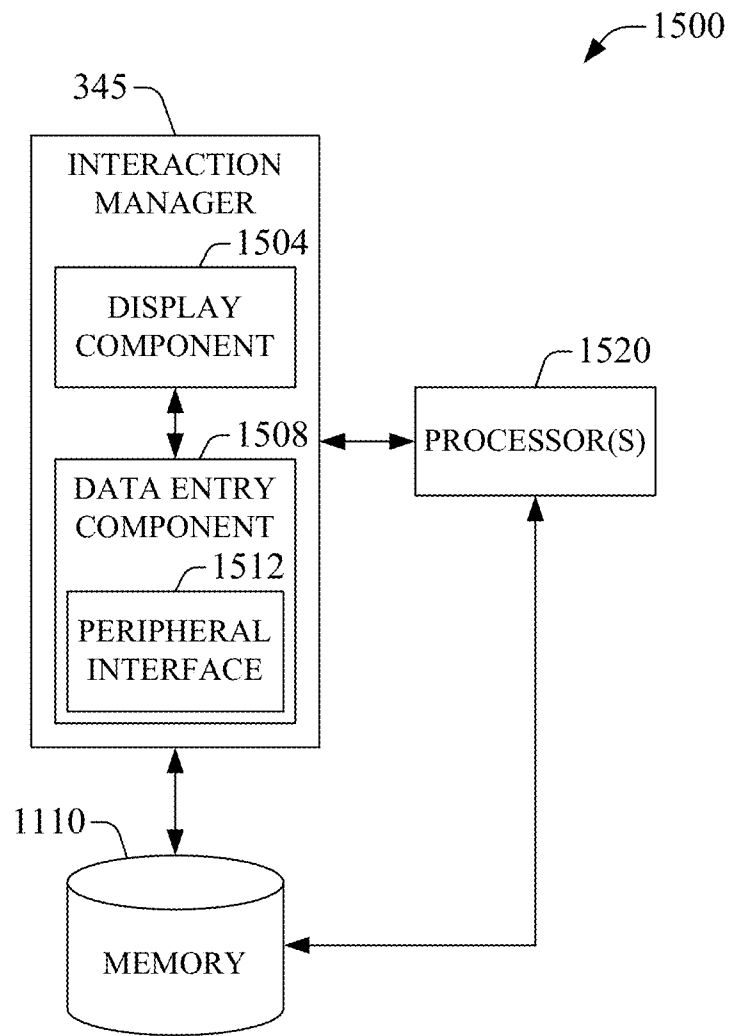 1500
345
INTERACTION
MANAGER
1504
DISPLAY
COMPONENT
1520
PROCESSOR(S)
1508
DATA ENTRY
COMPONENT
1512
PERIPHERAL
INTERFACE
1110
MEMORY